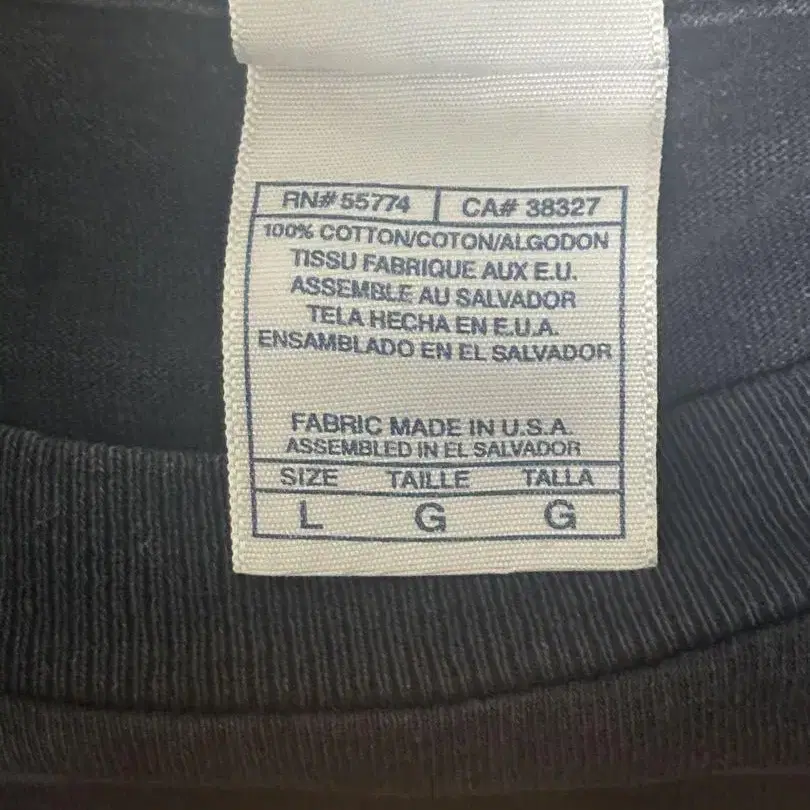 RN# 55774 CA# 38327
100% COTTON/COTON/ALGODON
TISSU FABRIQUE AUX E.U.
ASSEMBLE AU SALVADOR
TELA HECHA EN E.U.A.
ENSAMBLADO EN EL SALVADOR
FABRIC MADE IN U.S.A.
ASSEMBLED IN EL SALVADOR
SIZE TAILLE TALLA
L G G